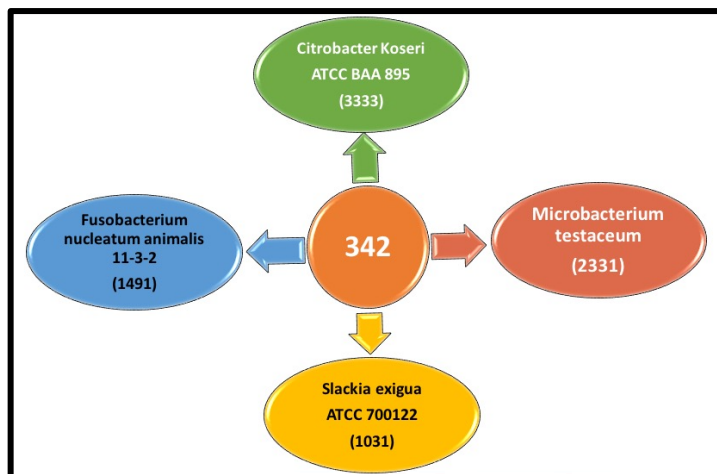 Citrobacter Koseri
ATCC BAA 895
(3333)
Fusobacterium
nucleatum animalis
11-3-2
(1491)
342
Microbacterium
testaceum
(2331)
Slackia exigua
ATCC 700122
(1031)